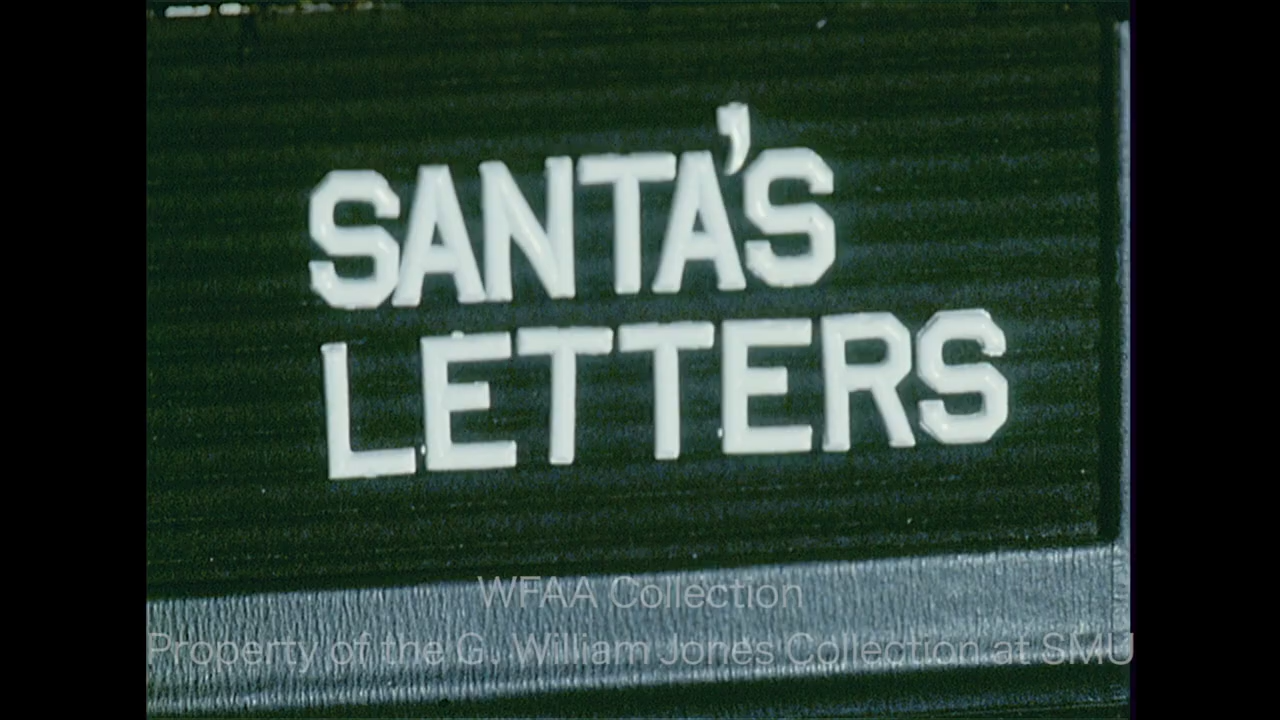 SANTA'S
LETTERS
WFAA Collection
Property of the G. William Jones Collection at SMU